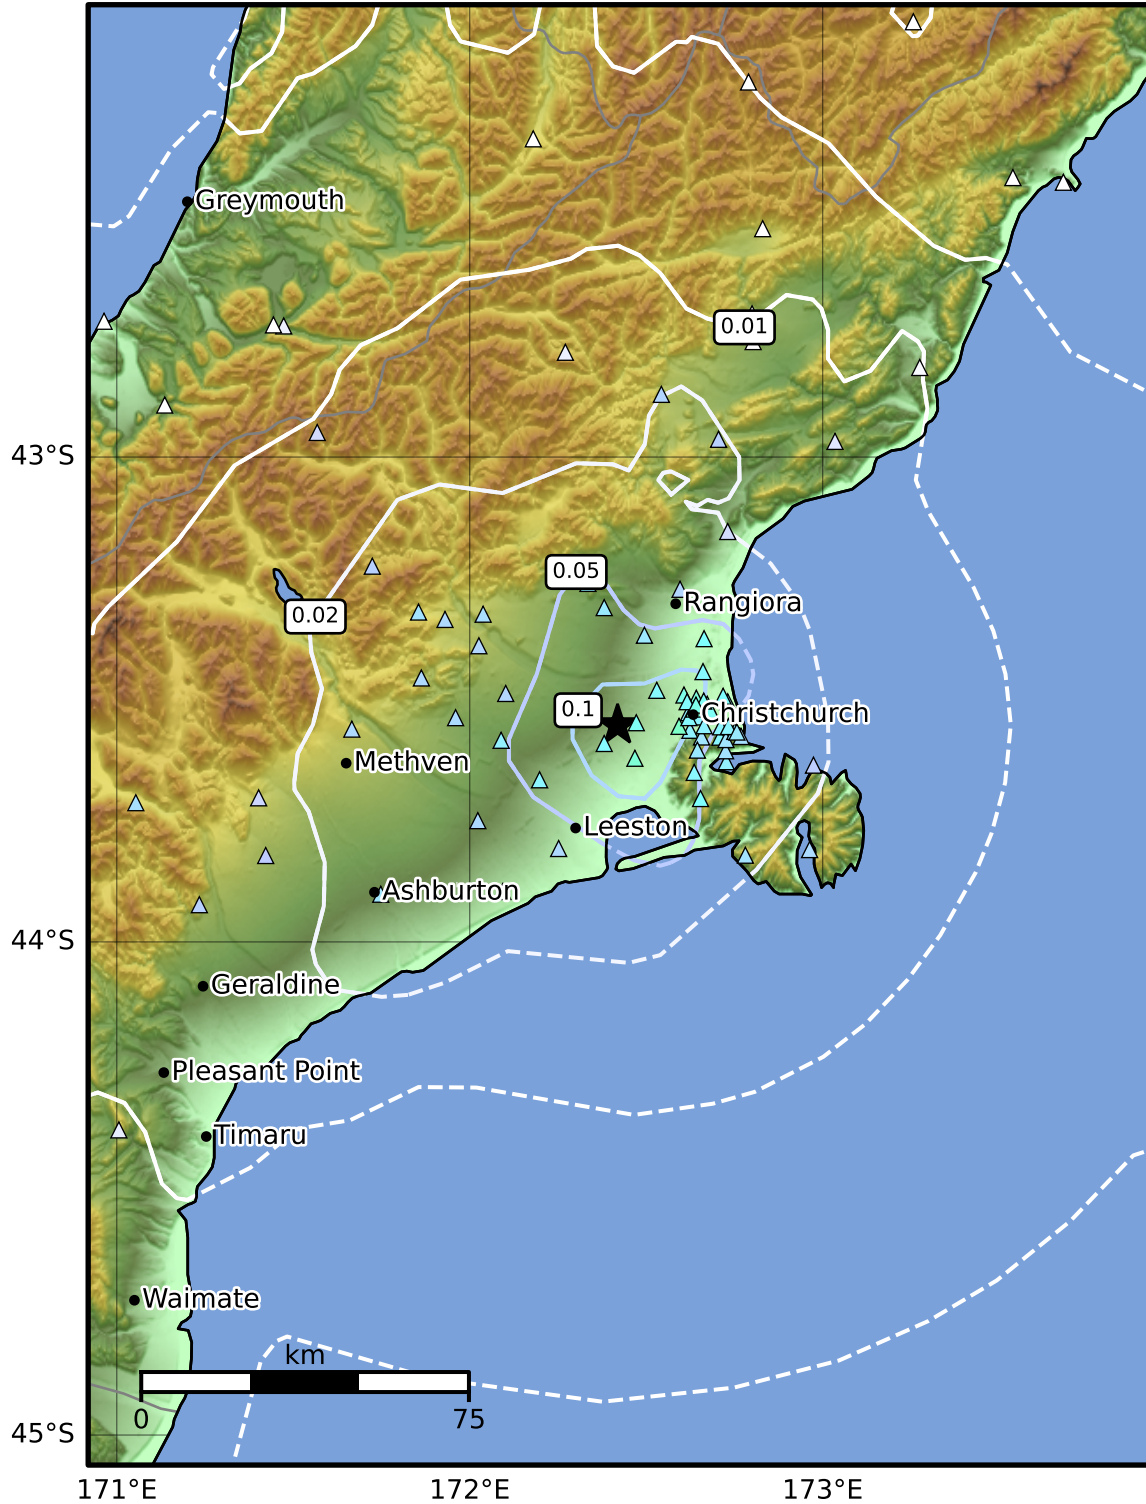 Greymouth
0.01
43°S
0.05
Rangiora
0.02
0.1
Christchurch
Methven
Leeston
Ashburton
44°S
Geraldine
Pleasant Point
Timaru
Waimate
km
0 75
45°S
171°E 172°E 173°E